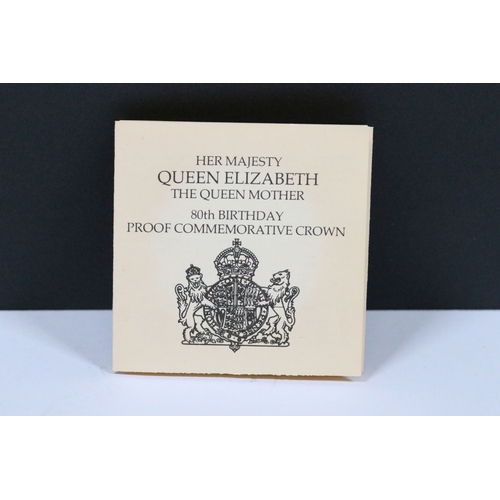 HER MAJESTY
QUEEN ELIZABETH
THE QUEEN MOTHER
80th BIRTHDAY
PROOF COMMEMORATIVE CROWN